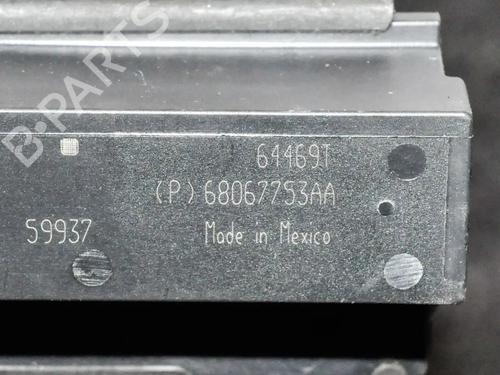 B-PARTS
64469T
(P) 68067753AA
59937
Made in Mexico